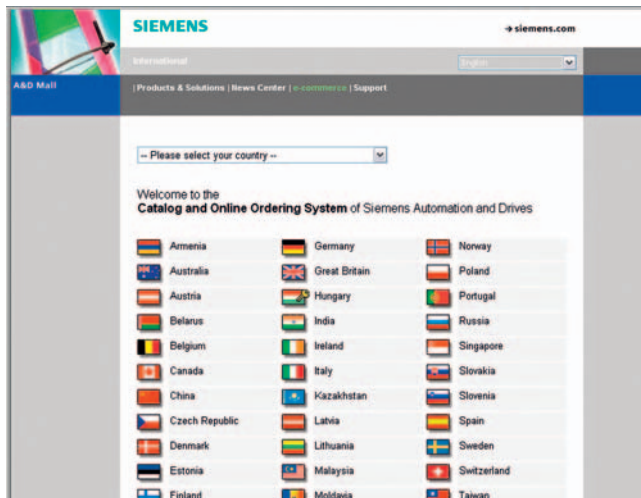 SIEMENS
→ siemens.com
International
English
A&D Mall
| Products & Solutions | News Center | e-commerce | Support
-- Please select your country --
Welcome to the
Catalog and Online Ordering System of Siemens Automation and Drives
Armenia Germany Norway
Australia Great Britain Poland
Austria Hungary Portugal
Belarus India Russia
Belgium Ireland Singapore
Canada Italy Slovakia
China Kazakhstan Slovenia
Czech Republic Latvia Spain
Denmark Lithuania Sweden
Estonia Malaysia Switzerland
Finland Moldavia Taiwan